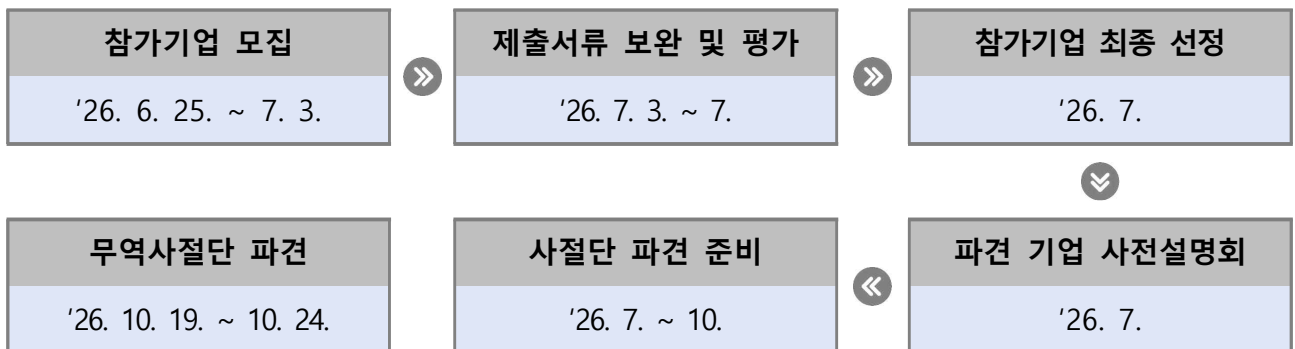 참가기업 모집
'26. 6. 25. ~ 7. 3.
제출서류 보완 및 평가
'26. 7. 3. ~ 7.
참가기업 최종 선정
'26. 7.
파견 기업 사전설명회
'26. 7.
사절단 파견 준비
'26. 7. ~ 10.
무역사절단 파견
'26. 10. 19. ~ 10. 24.